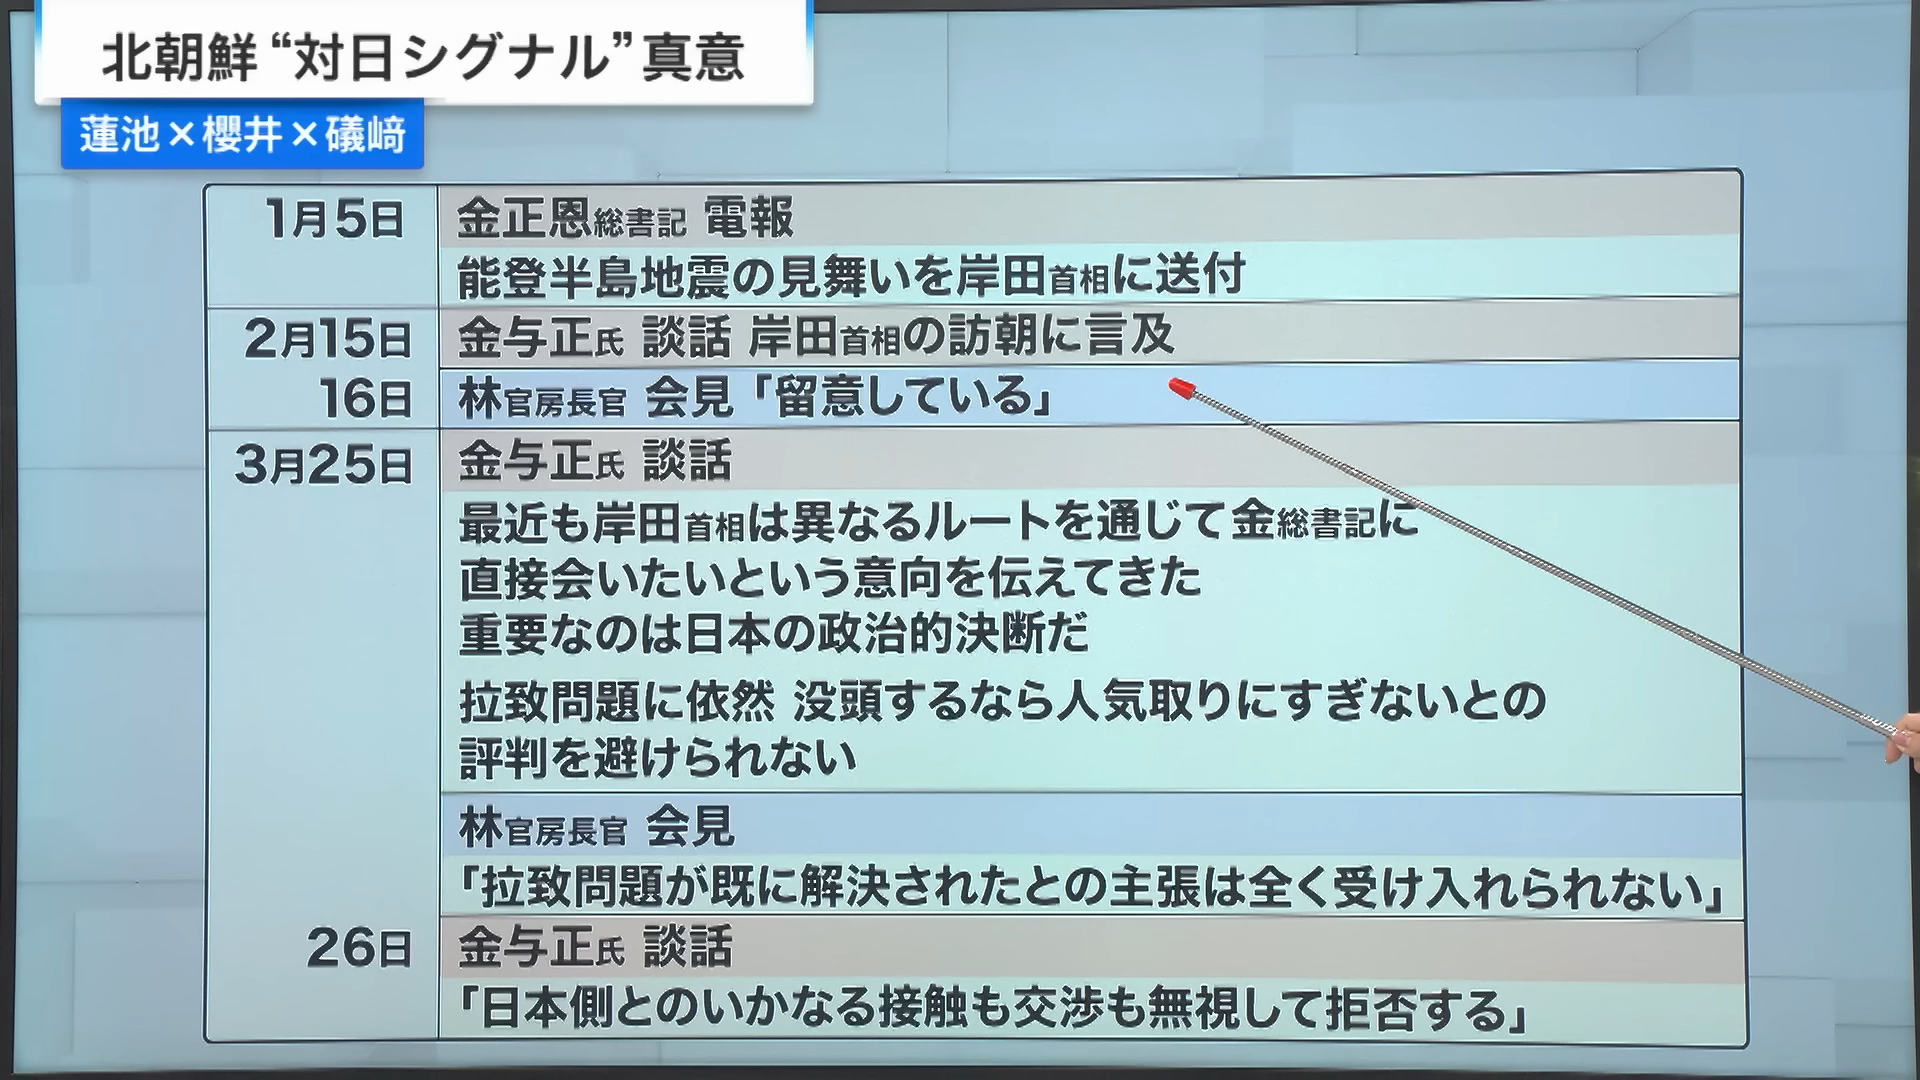 北朝鮮“対日シグナル”真意
蓮池×櫻井×礒﨑
1月5日 金正恩総書記 電報
能登半島地震の見舞いを岸田首相に送付
2月15日 金与正氏 談話 岸田首相の訪朝に言及
16日 林官房長官 会見「留意している」
3月25日 金与正氏 談話
最近も岸田首相は異なるルートを通じて金総書記に
直接会いたいという意向を伝えてきた
重要なのは日本の政治的決断だ
拉致問題に依然 没頭するなら人気取りにすぎないとの
評判を避けられない
林官房長官 会見
「拉致問題が既に解決されたとの主張は全く受け入れられない」
26日 金与正氏 談話
「日本側とのいかなる接触も交渉も無視して拒否する」